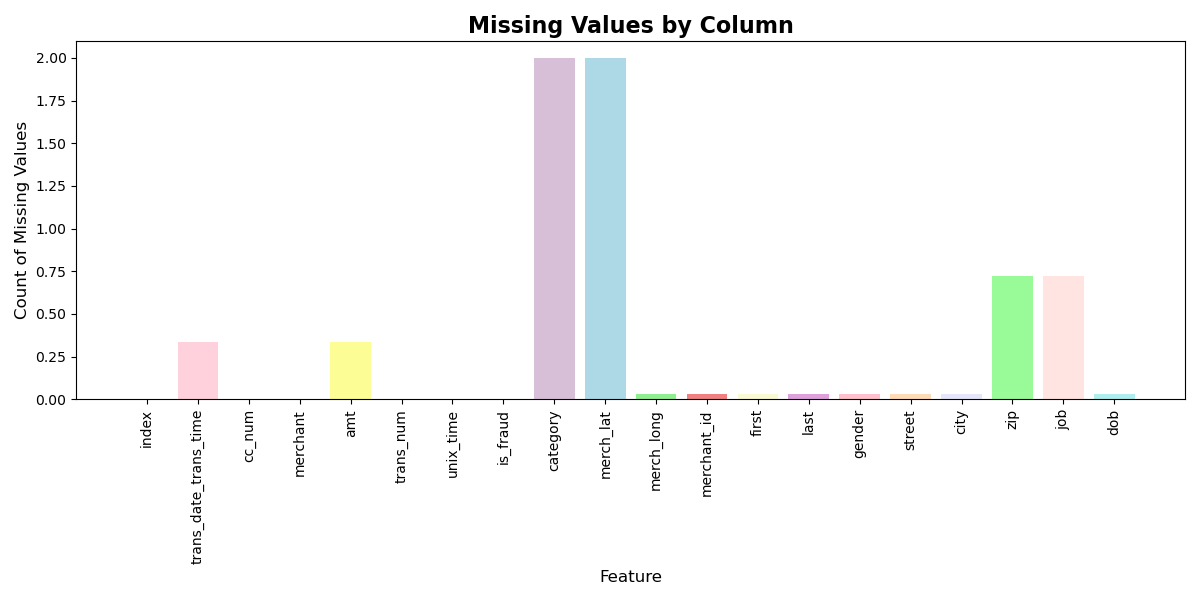 Missing Values by Column
Count of Missing Values
2.00
1.75
1.50
1.25
1.00
0.75
0.50
0.25
0.00
index
trans_date_trans_time
cc_num
merchant
amt
trans_num
unix_time
is_fraud
category
merch_lat
merch_long
merchant_id
first
last
gender
street
city
zip
job
dob
Feature